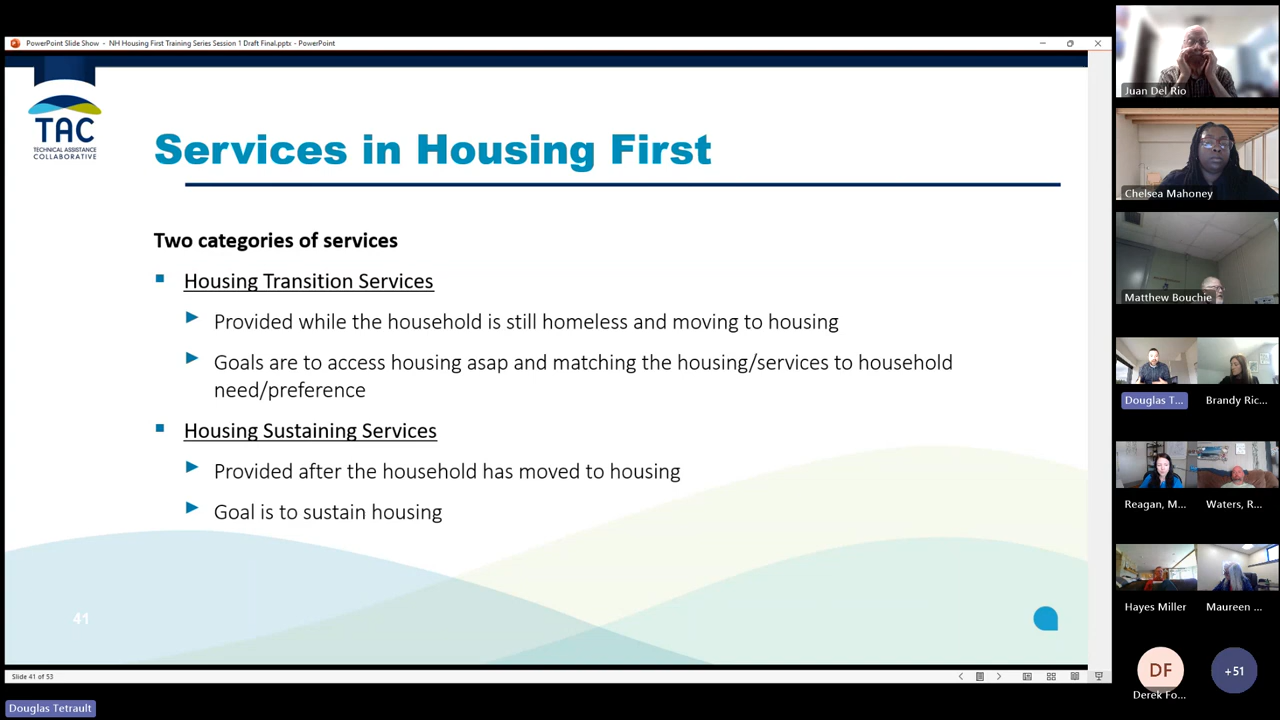 PowerPoint Slide Show - NH Housing First Training Series Session 1 Draft Final.pptx - PowerPoint
TAC
TECHNICAL ASSISTANCE
COLLABORATIVE
Services in Housing First
Two categories of services
Housing Transition Services
Provided while the household is still homeless and moving to housing
Goals are to access housing asap and matching the housing/services to household
need/preference
Housing Sustaining Services
Provided after the household has moved to housing
Goal is to sustain housing
41
Slide 41 of 53
Douglas Tetrault
Juan Del Rio
Chelsea Mahoney
Matthew Bouchie
Douglas T...
Brandy Ric...
Reagan, M...
Waters, R...
Hayes Miller
Maureen ...
DF
Derek Fo...
+51